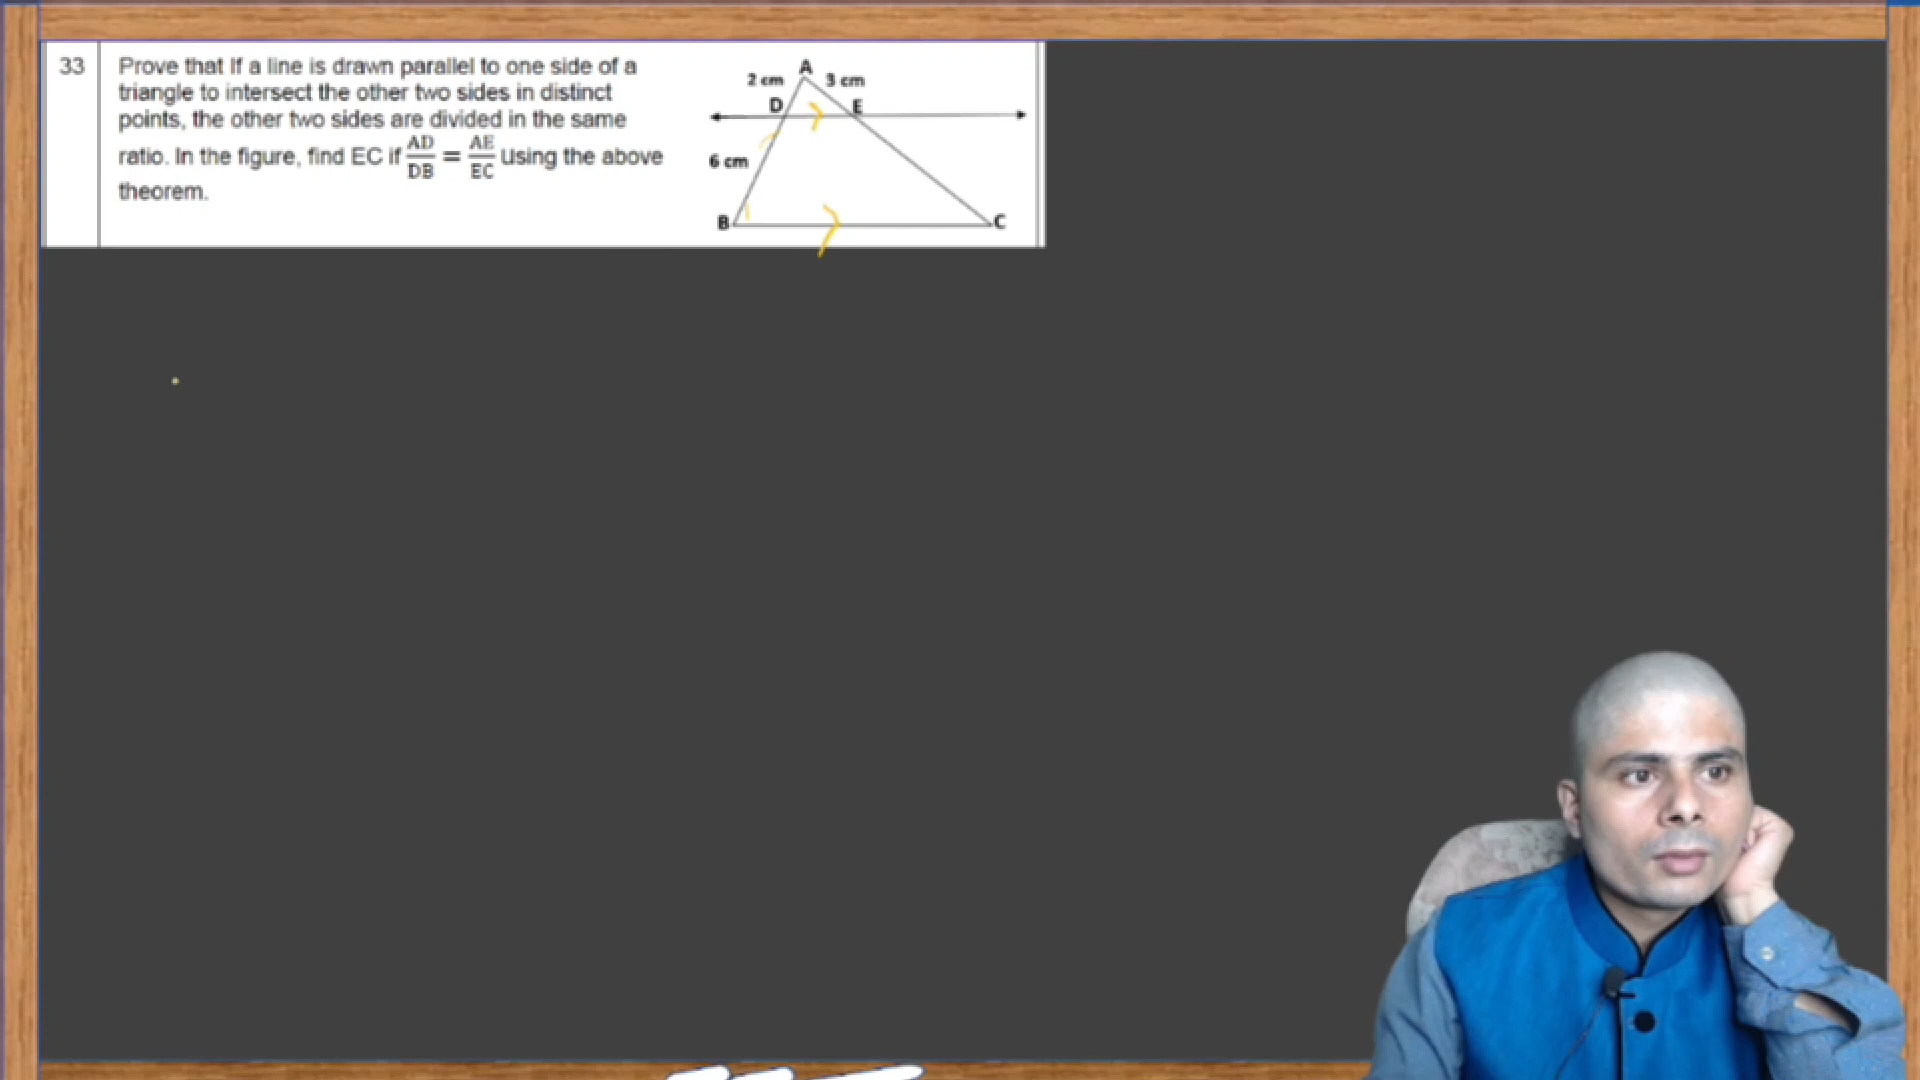 33
Prove that If a line is drawn parallel to one side of a
triangle to intersect the other two sides in distinct
points, the other two sides are divided in the same
ratio. In the figure, find EC if AD/DB = AE/EC Using the above
theorem.
A
2 cm 3 cm
D E
6 cm
B C